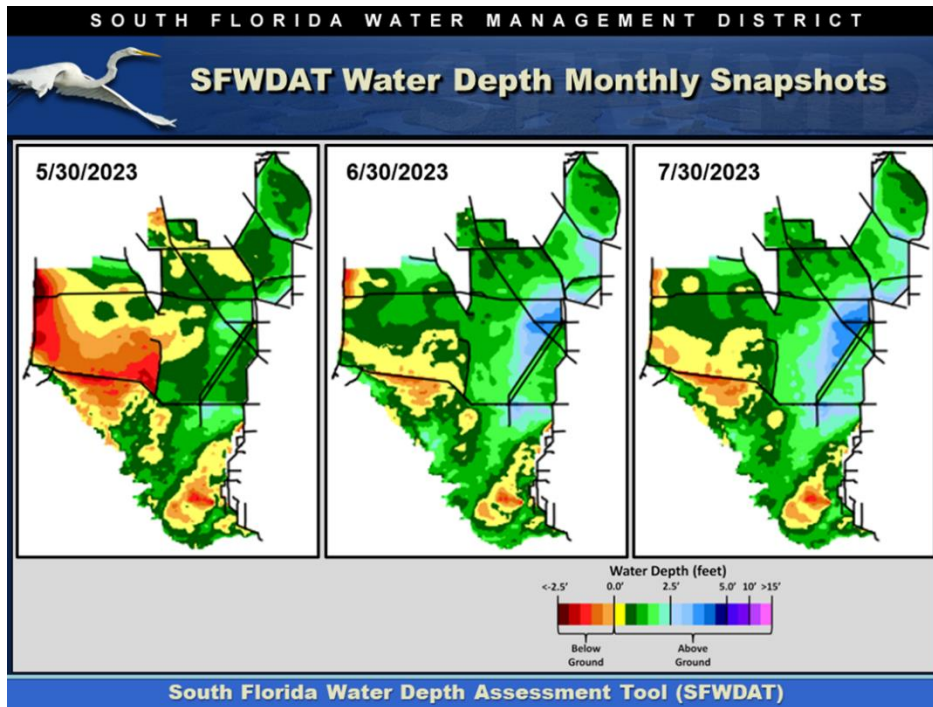 SOUTH FLORIDA WATER MANAGEMENT DISTRICT
SFWDAT Water Depth Monthly Snapshots
5/30/2023
6/30/2023
7/30/2023
Water Depth (feet)
<-2.5' 0.0' 2.5' 5.0' 10' >15'
Below Ground
Above Ground
South Florida Water Depth Assessment Tool (SFWDAT)